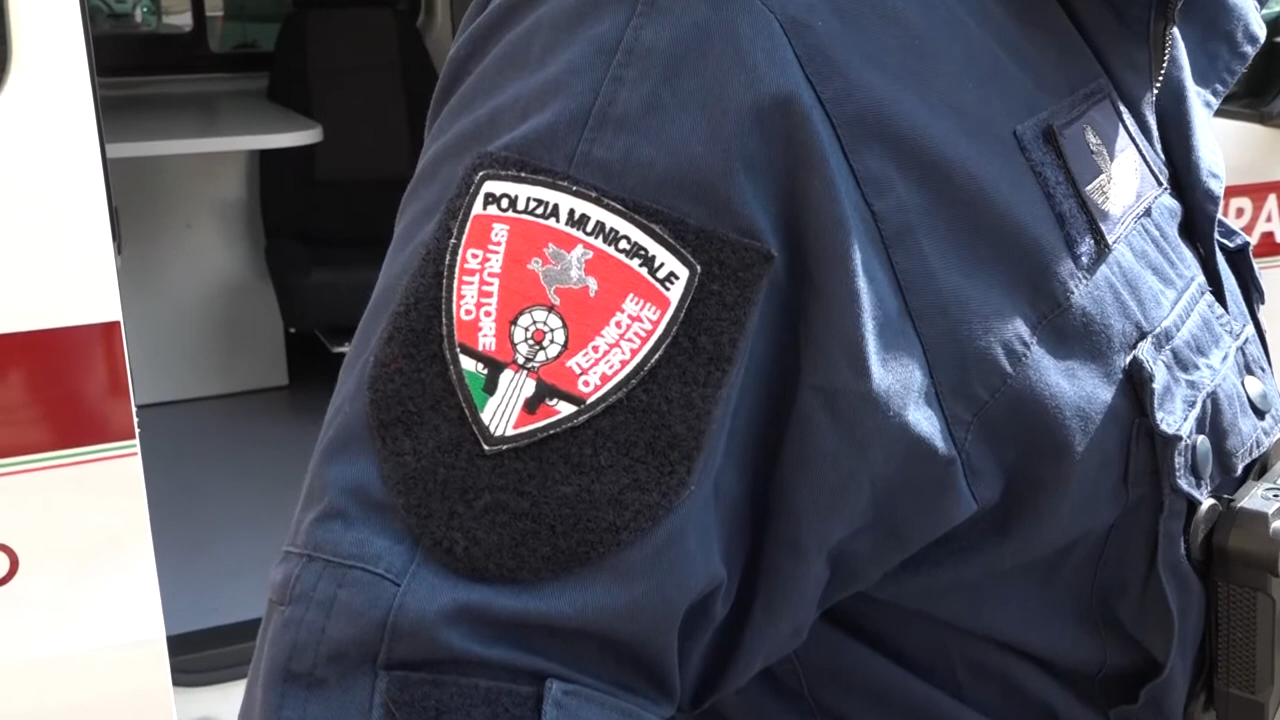 POLIZIA MUNICIPALE
ISTRUTTORE
DI TIRO
TECNICHE
OPERATIVE